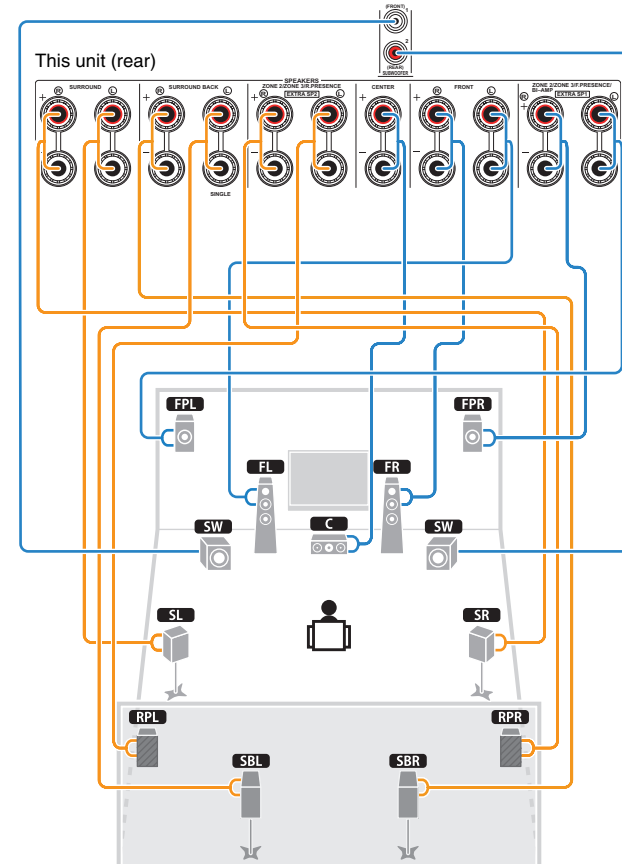 (FRONT)
1
2
(REAR)
SUBWOOFER
This unit (rear)
SPEAKERS
SURROUND
SURROUND BACK
ZONE 2/ZONE 3/R.PRESENCE
EXTRA SP2
CENTER
FRONT
ZONE 2/ZONE 3/F.PRESENCE/
BI-AMP
EXTRA SP1
R L
R L
R L
R L
R L
+ + + + + +
− − − − − −
SINGLE
FPL FPR
FL FR
SW C SW
SL SR
RPL RPR
SBL SBR